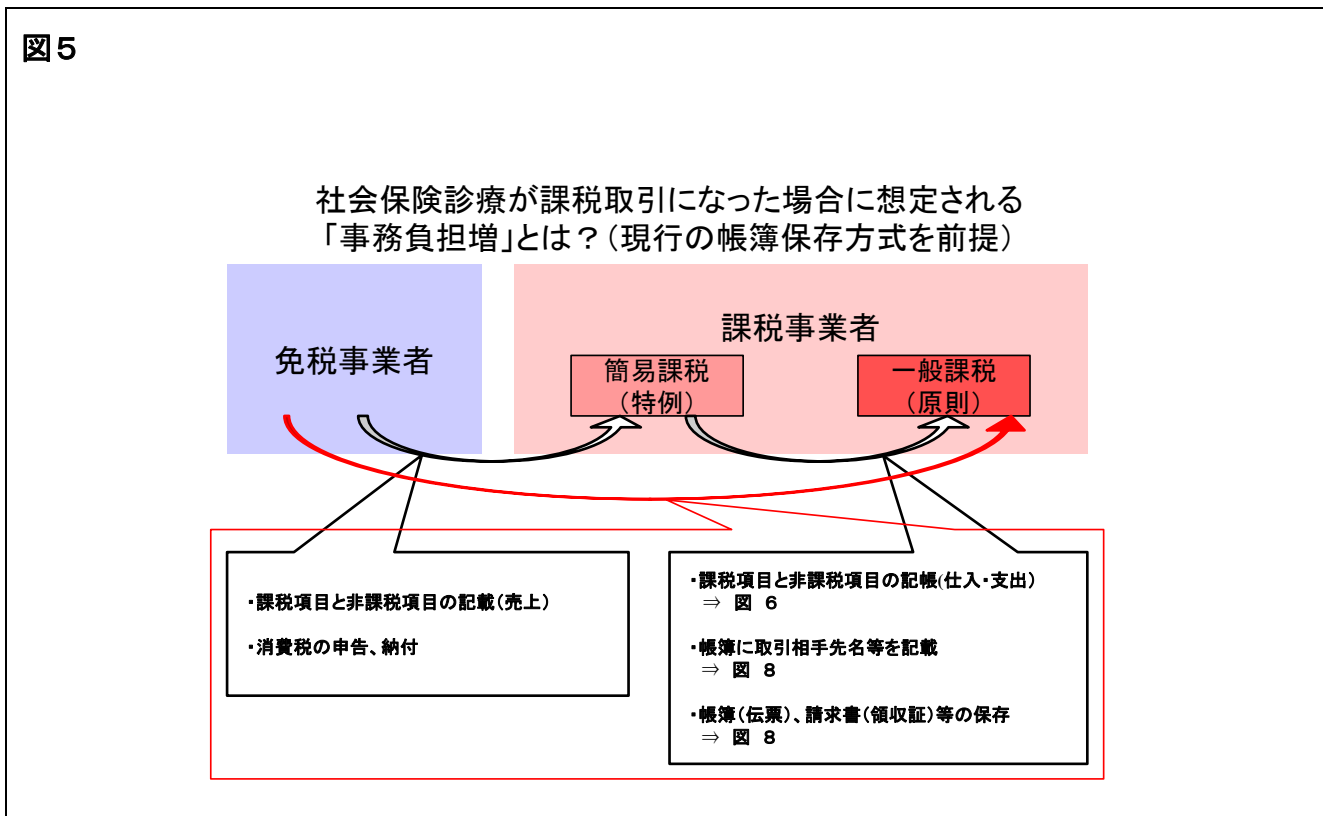 図5
社会保険診療が課税取引になった場合に想定される
「事務負担増」とは？（現行の帳簿保存方式を前提）
免税事業者
課税事業者
簡易課税
（特例）
一般課税
（原則）
・課税項目と非課税項目の記載（売上）
・消費税の申告、納付
・課税項目と非課税項目の記帳(仕入・支出)
⇒ 図 6
・帳簿に取引相手先名等を記載
⇒ 図 8
・帳簿（伝票）、請求書（領収証）等の保存
⇒ 図 8